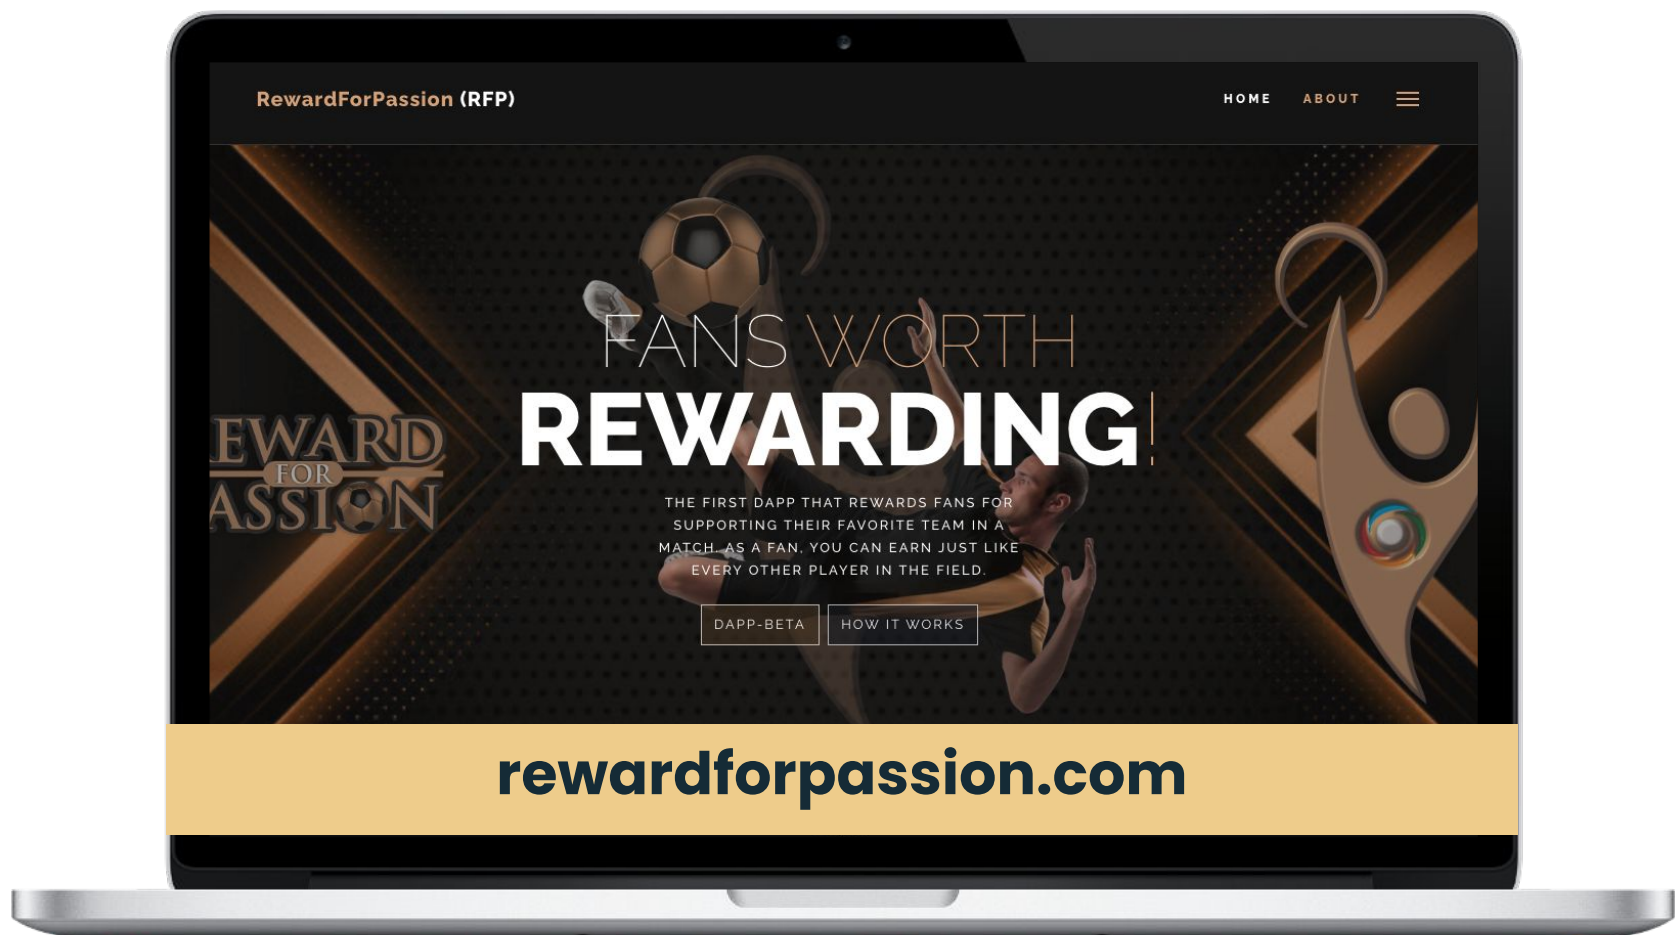 RewardForPassion (RFP)
HOME ABOUT
FANS WORTH
REWARDING!
EWARD
FOR
ASSION
THE FIRST DAPP THAT REWARDS FANS FOR
SUPPORTING THEIR FAVORITE TEAM IN A
MATCH. AS A FAN, YOU CAN EARN JUST LIKE
EVERY OTHER PLAYER IN THE FIELD.
DAPP-BETA HOW IT WORKS
rewardforpassion.com